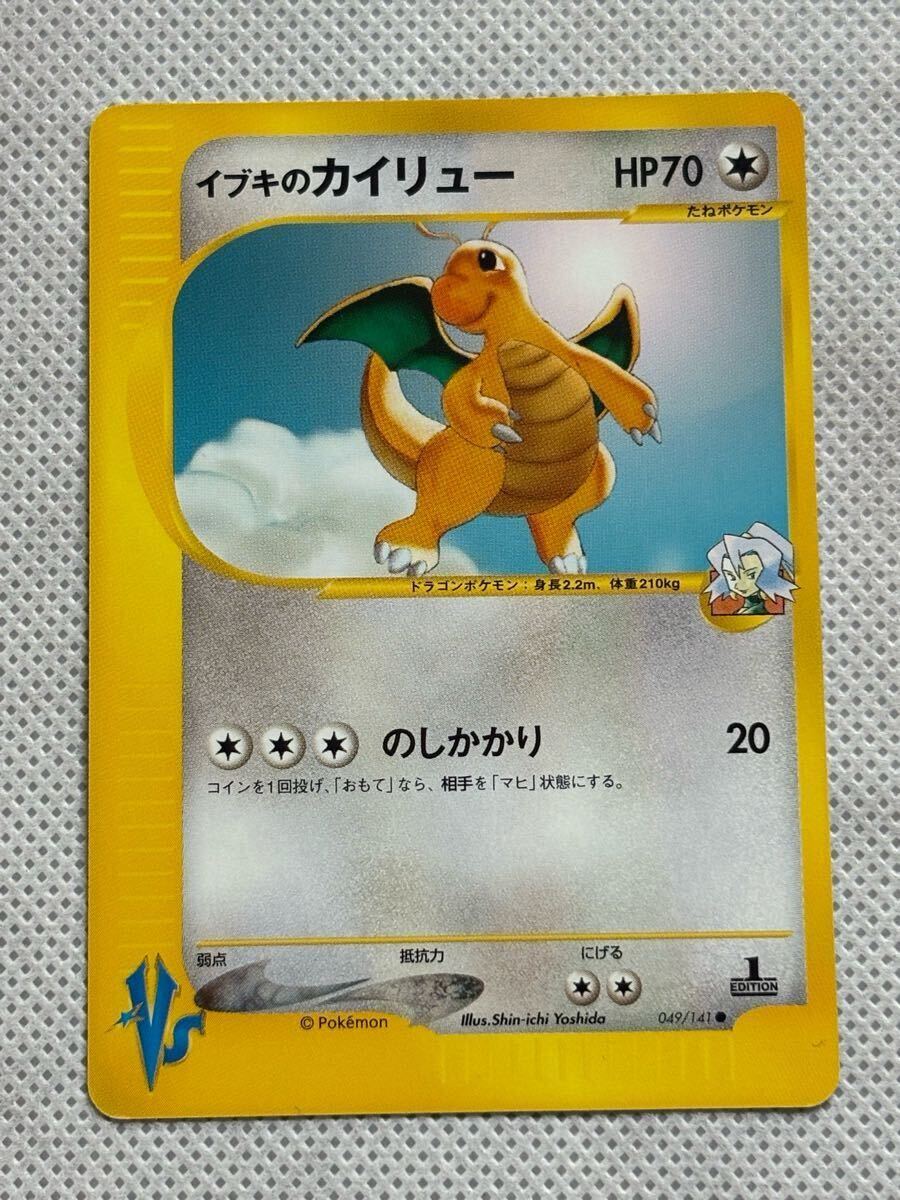 イブキのカイリュー HP70
たねポケモン
ドラゴンポケモン：身長2.2m、体重210kg
のしかかり 20
コインを1回投げ、「おもて」なら、相手を「マヒ」状態にする。
弱点 抵抗力 にげる
1
EDITION
VS
© Pokémon Illus.Shin-ichi Yoshida 049/141 ●